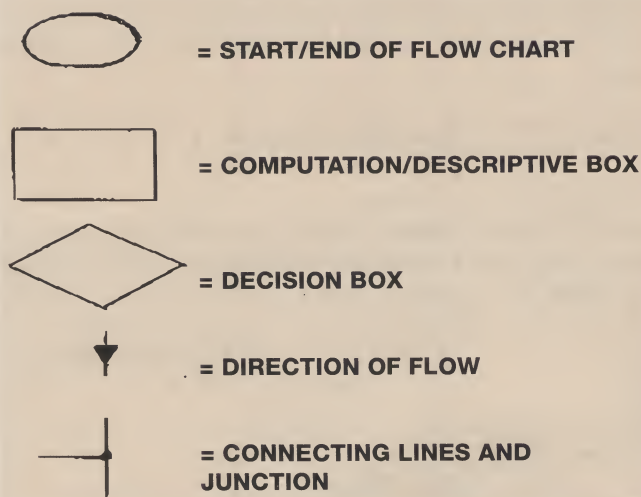 = START/END OF FLOW CHART
= COMPUTATION/DESCRIPTIVE BOX
= DECISION BOX
= DIRECTION OF FLOW
= CONNECTING LINES AND
JUNCTION